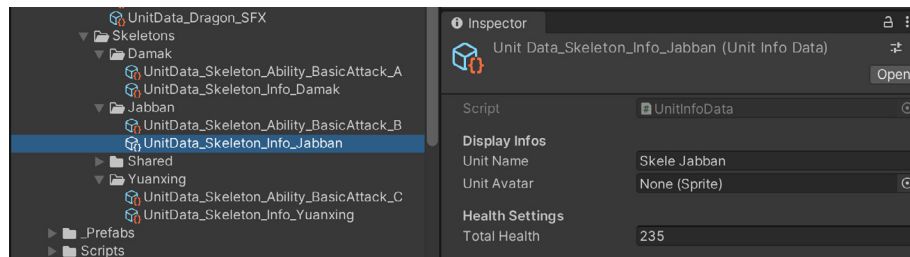 UnitData_Dragon_SFX
Skeletons
Damak
UnitData_Skeleton_Ability_BasicAttack_A
UnitData_Skeleton_Info_Damak
Jabban
UnitData_Skeleton_Ability_BasicAttack_B
UnitData_Skeleton_Info_Jabban
Shared
Yuanxing
UnitData_Skeleton_Ability_BasicAttack_C
UnitData_Skeleton_Info_Yuanxing
_Prefabs
Scripts
Inspector
Unit Data_Skeleton_Info_Jabban (Unit Info Data)
Open
Script UnitInfoData
Display Infos
Unit Name Skele Jabban
Unit Avatar None (Sprite)
Health Settings
Total Health 235